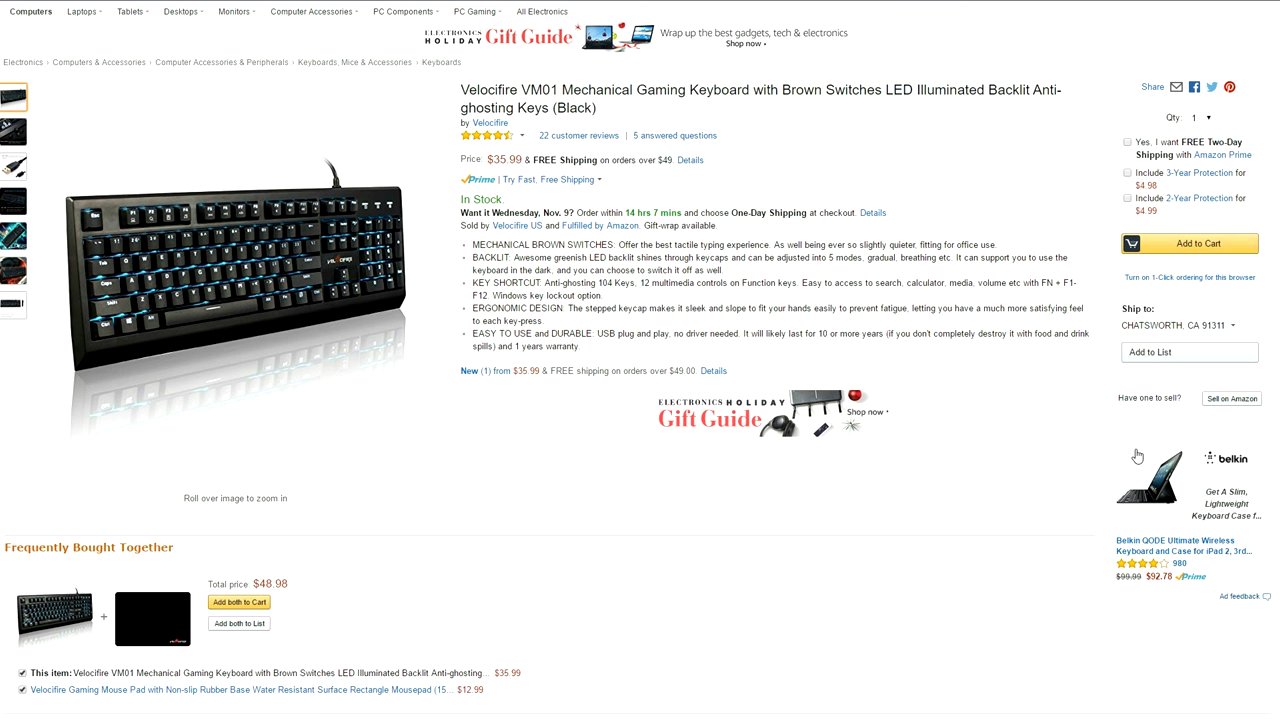 Computers Laptops Tablets Desktops Monitors Computer Accessories PC Components PC Gaming All Electronics
ELECTRONICS HOLIDAY Gift Guide Wrap up the best gadgets, tech & electronics
Shop now
Electronics › Computers & Accessories › Computer Accessories & Peripherals › Keyboards, Mice & Accessories › Keyboards
Velocifire VM01 Mechanical Gaming Keyboard with Brown Switches LED Illuminated Backlit Anti-
ghosting Keys (Black)
by Velocifire
22 customer reviews | 5 answered questions
Price: $35.99 & FREE Shipping on orders over $49. Details
Prime | Try Fast, Free Shipping
In Stock.
Want it Wednesday, Nov. 9? Order within 14 hrs 7 mins and choose One-Day Shipping at checkout. Details
Sold by Velocifire US and Fulfilled by Amazon. Gift-wrap available.
• MECHANICAL BROWN SWITCHES: Offer the best tactile typing experience. As well being ever so slightly quieter, fitting for office use.
• BACKLIT: Awesome greenish LED backlit shines through keycaps and can be adjusted into 5 modes, gradual, breathing etc. It can support you to use the
keyboard in the dark, and you can choose to switch it off as well.
• KEY SHORTCUT: Anti-ghosting 104 Keys, 12 multimedia controls on Function keys. Easy to access to search, calculator, media, volume etc with FN + F1-
F12. Windows key lockout option.
• ERGONOMIC DESIGN: The stepped keycap makes it sleek and slope to fit your hands easily to prevent fatigue, letting you have a much more satisfying feel
to each key-press.
• EASY TO USE and DURABLE: USB plug and play, no driver needed. It will likely last for 10 or more years (if you don't completely destroy it with food and drink
spills) and 1 years warranty.
New (1) from $35.99 & FREE shipping on orders over $49.00. Details
ELECTRONICS HOLIDAY
Gift Guide
Shop now
Roll over image to zoom in
Share
Qty: 1
Yes, I want FREE Two-Day
Shipping with Amazon Prime
Include 3-Year Protection for
$4.98
Include 2-Year Protection for
$4.99
Add to Cart
Turn on 1-Click ordering for this browser
Ship to:
CHATSWORTH, CA 91311
Add to List
Have one to sell? Sell on Amazon
belkin
Get A Slim,
Lightweight
Keyboard Case f...
Belkin QODE Ultimate Wireless
Keyboard and Case for iPad 2, 3rd...
980
$99.99 $92.78 Prime
Ad feedback
Frequently Bought Together
Total price: $48.98
Add both to Cart
+
Add both to List
This item: Velocifire VM01 Mechanical Gaming Keyboard with Brown Switches LED Illuminated Backlit Anti-ghosting... $35.99
Velocifire Gaming Mouse Pad with Non-slip Rubber Base Water Resistant Surface Rectangle Mousepad (15... $12.99